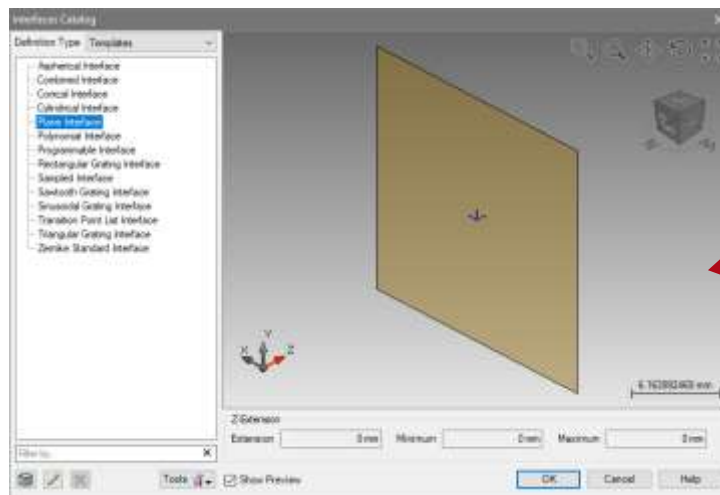 Interfaces Catalog
Definition Type Templates
Aspherical Interface
Combined Interface
Conical Interface
Cylindrical Interface
Plane Interface
Polynomial Interface
Programmable Interface
Rectangular Grating Interface
Sampled Interface
Sawtooth Grating Interface
Sinusoidal Grating Interface
Transition Point List Interface
Triangular Grating Interface
Zernike Standard Interface
Y
X
Z
Z-Extension
Extension 0 mm Minimum 0 mm Maximum 0 mm
Filter by...
Tools
Show Preview
OK
Cancel
Help